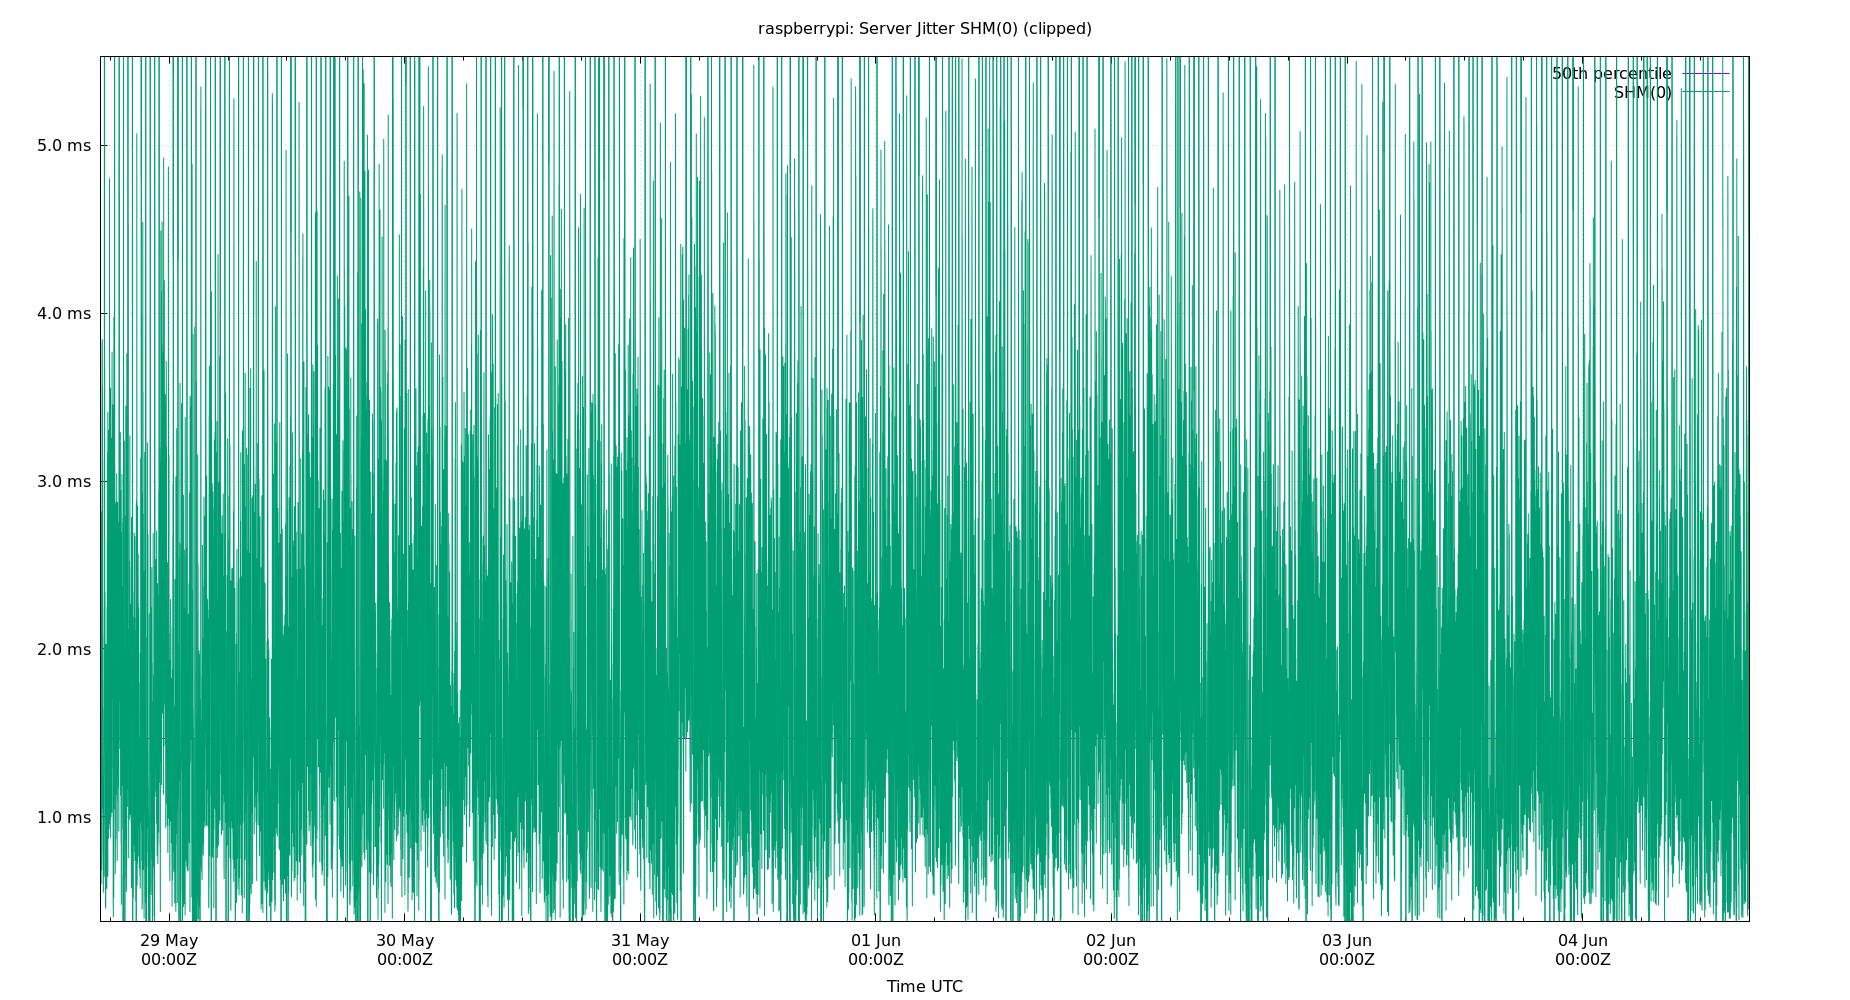 raspberrypi: Server Jitter SHM(0) (clipped)
50th percentile
SHM(0)
5.0 ms
4.0 ms
3.0 ms
2.0 ms
1.0 ms
29 May 30 May 31 May 01 Jun 02 Jun 03 Jun 04 Jun
00:00Z 00:00Z 00:00Z 00:00Z 00:00Z 00:00Z 00:00Z
Time UTC